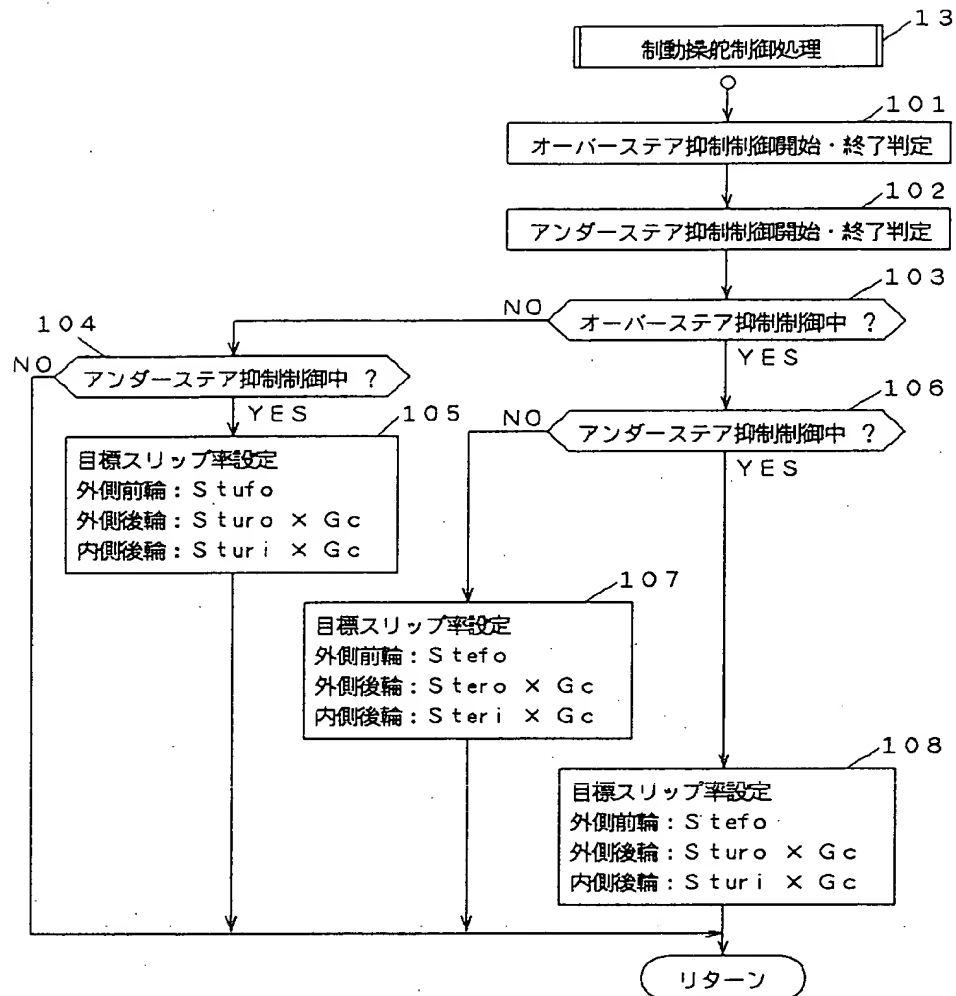 13
制動操舵制御処理
101
オーバーステア抑制制御開始・終了判定
102
アンダーステア抑制制御開始・終了判定
103
オーバーステア抑制制御中 ?
NO
YES
104
アンダーステア抑制制御中 ?
NO
YES
106
アンダーステア抑制制御中 ?
NO
YES
105
目標スリップ率設定
外側前輪: Stufo
外側後輪: Sturo × Gc
内側後輪: Sturi × Gc
107
目標スリップ率設定
外側前輪: Stefo
外側後輪: Stero × Gc
内側後輪: Steri × Gc
108
目標スリップ率設定
外側前輪: Stefo
外側後輪: Sturo × Gc
内側後輪: Sturi × Gc
リターン